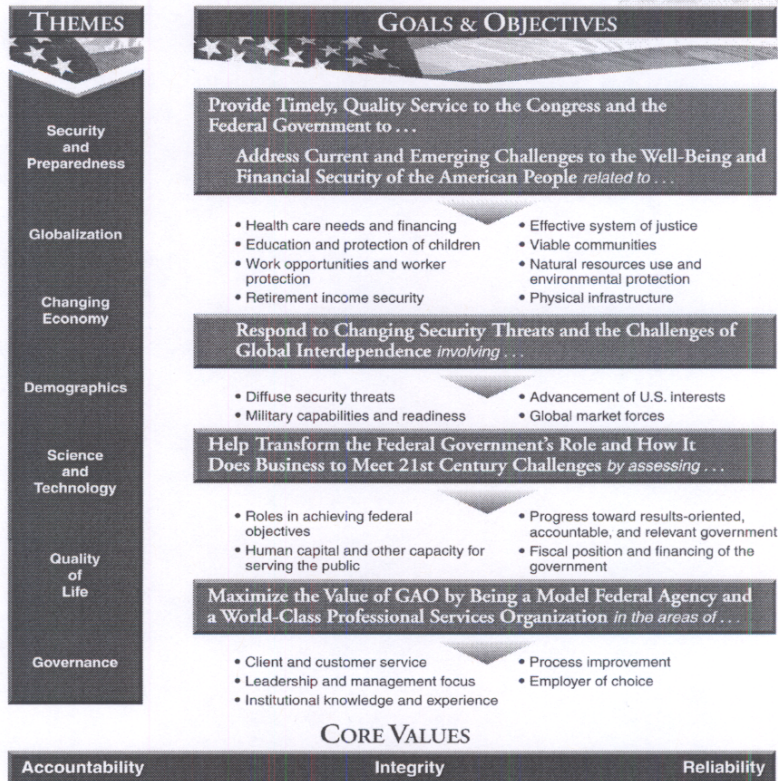 THEMES
Security
and
Preparedness
Globalization
Changing
Economy
Demographics
Science
and
Technology
Quality
of
Life
Governance
GOALS & OBJECTIVES
Provide Timely, Quality Service to the Congress and the
Federal Government to . . .
Address Current and Emerging Challenges to the Well-Being and
Financial Security of the American People related to . . .
• Health care needs and financing
• Education and protection of children
• Work opportunities and worker
protection
• Retirement income security
• Effective system of justice
• Viable communities
• Natural resources use and
environmental protection
• Physical infrastructure
Respond to Changing Security Threats and the Challenges of
Global Interdependence involving . . .
• Diffuse security threats
• Military capabilities and readiness
• Advancement of U.S. interests
• Global market forces
Help Transform the Federal Government's Role and How It
Does Business to Meet 21st Century Challenges by assessing . . .
• Roles in achieving federal
objectives
• Human capital and other capacity for
serving the public
• Progress toward results-oriented,
accountable, and relevant government
• Fiscal position and financing of the
government
Maximize the Value of GAO by Being a Model Federal Agency and
a World-Class Professional Services Organization in the areas of . . .
• Client and customer service
• Leadership and management focus
• Institutional knowledge and experience
• Process improvement
• Employer of choice
CORE VALUES
Accountability Integrity Reliability